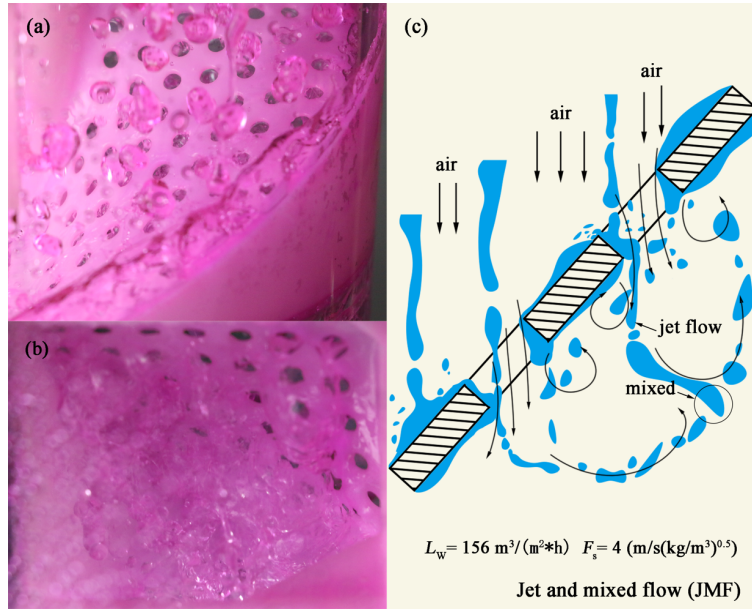 (a)
(b)
(c)
air
air
air
jet flow
mixed
L_W= 156 m³/(m²*h) F_s= 4 (m/s(kg/m³)^0.5)
Jet and mixed flow (JMF)